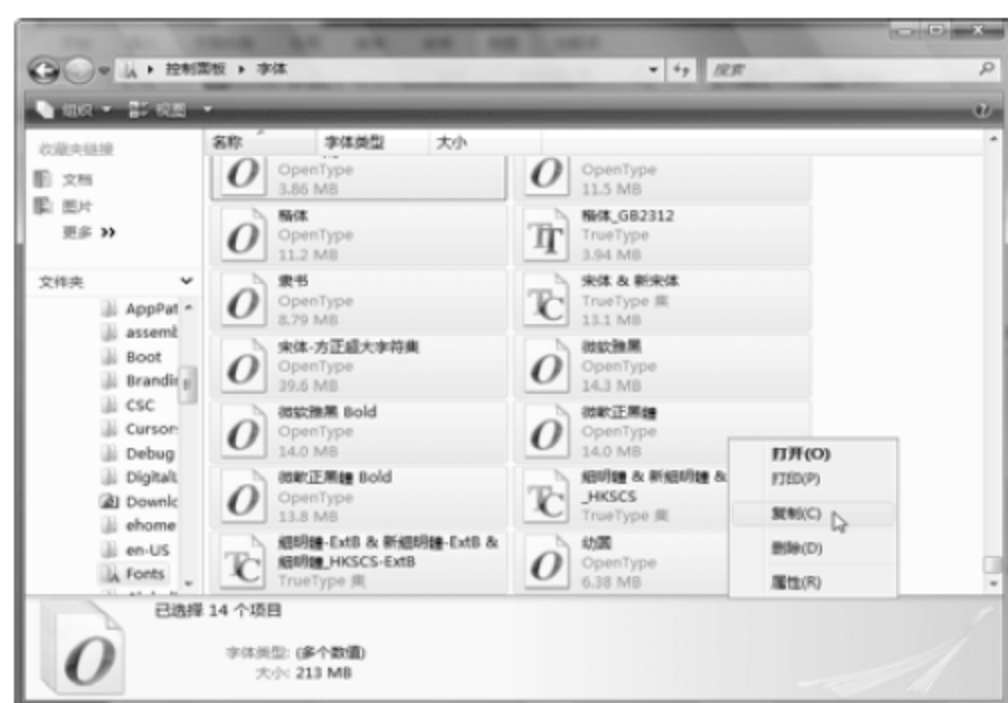 控制面板 ▸ 字体
搜索
组织
视图
名称
字体类型
大小
收藏夹链接
文档
图片
更多 »
文件夹
AppPat
assemb
Boot
Brandin
CSC
Cursor
Debug
Digital
Downlo
ehome
en-US
Fonts
OpenType
3.86 MB
OpenType
11.5 MB
楷体
OpenType
11.2 MB
楷体_GB2312
TrueType
3.94 MB
隶书
OpenType
8.79 MB
宋体 & 新宋体
TrueType 集
13.1 MB
宋体-方正超大字符集
OpenType
39.6 MB
微软雅黑
OpenType
14.3 MB
微软雅黑 Bold
OpenType
14.0 MB
微軟正黑體
OpenType
14.0 MB
微軟正黑體 Bold
OpenType
13.8 MB
細明體 & 新細明體 &
_HKSCS
TrueType 集
細明體-ExtB & 新細明體-ExtB &
細明體_HKSCS-ExtB
TrueType 集
幼圆
OpenType
6.38 MB
打开(O)
打印(P)
复制(C)
删除(D)
属性(R)
已选择 14 个项目
字体类型: (多个数值)
大小: 213 MB